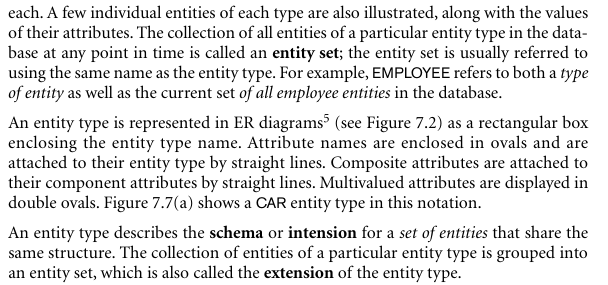 each. A few individual entities of each type are also illustrated, along with the values
of their attributes. The collection of all entities of a particular entity type in the data-
base at any point in time is called an entity set; the entity set is usually referred to
using the same name as the entity type. For example, EMPLOYEE refers to both a type
of entity as well as the current set of all employee entities in the database.
An entity type is represented in ER diagrams5 (see Figure 7.2) as a rectangular box
enclosing the entity type name. Attribute names are enclosed in ovals and are
attached to their entity type by straight lines. Composite attributes are attached to
their component attributes by straight lines. Multivalued attributes are displayed in
double ovals. Figure 7.7(a) shows a CAR entity type in this notation.
An entity type describes the schema or intension for a set of entities that share the
same structure. The collection of entities of a particular entity type is grouped into
an entity set, which is also called the extension of the entity type.